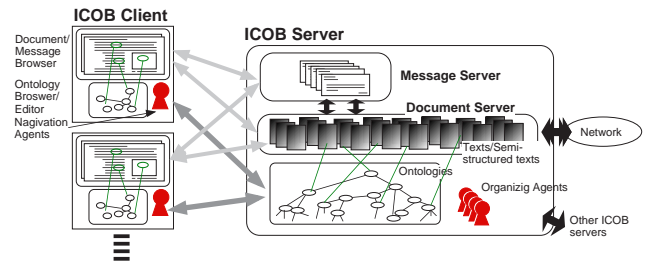 ICOB Client
Document/
Message
Browser
Ontology
Broswer/
Editor
Nagivation
Agents
ICOB Server
Message Server
Document Server
Texts/Semi-
structured texts
Ontologies
Organizig Agents
Network
Other ICOB
servers